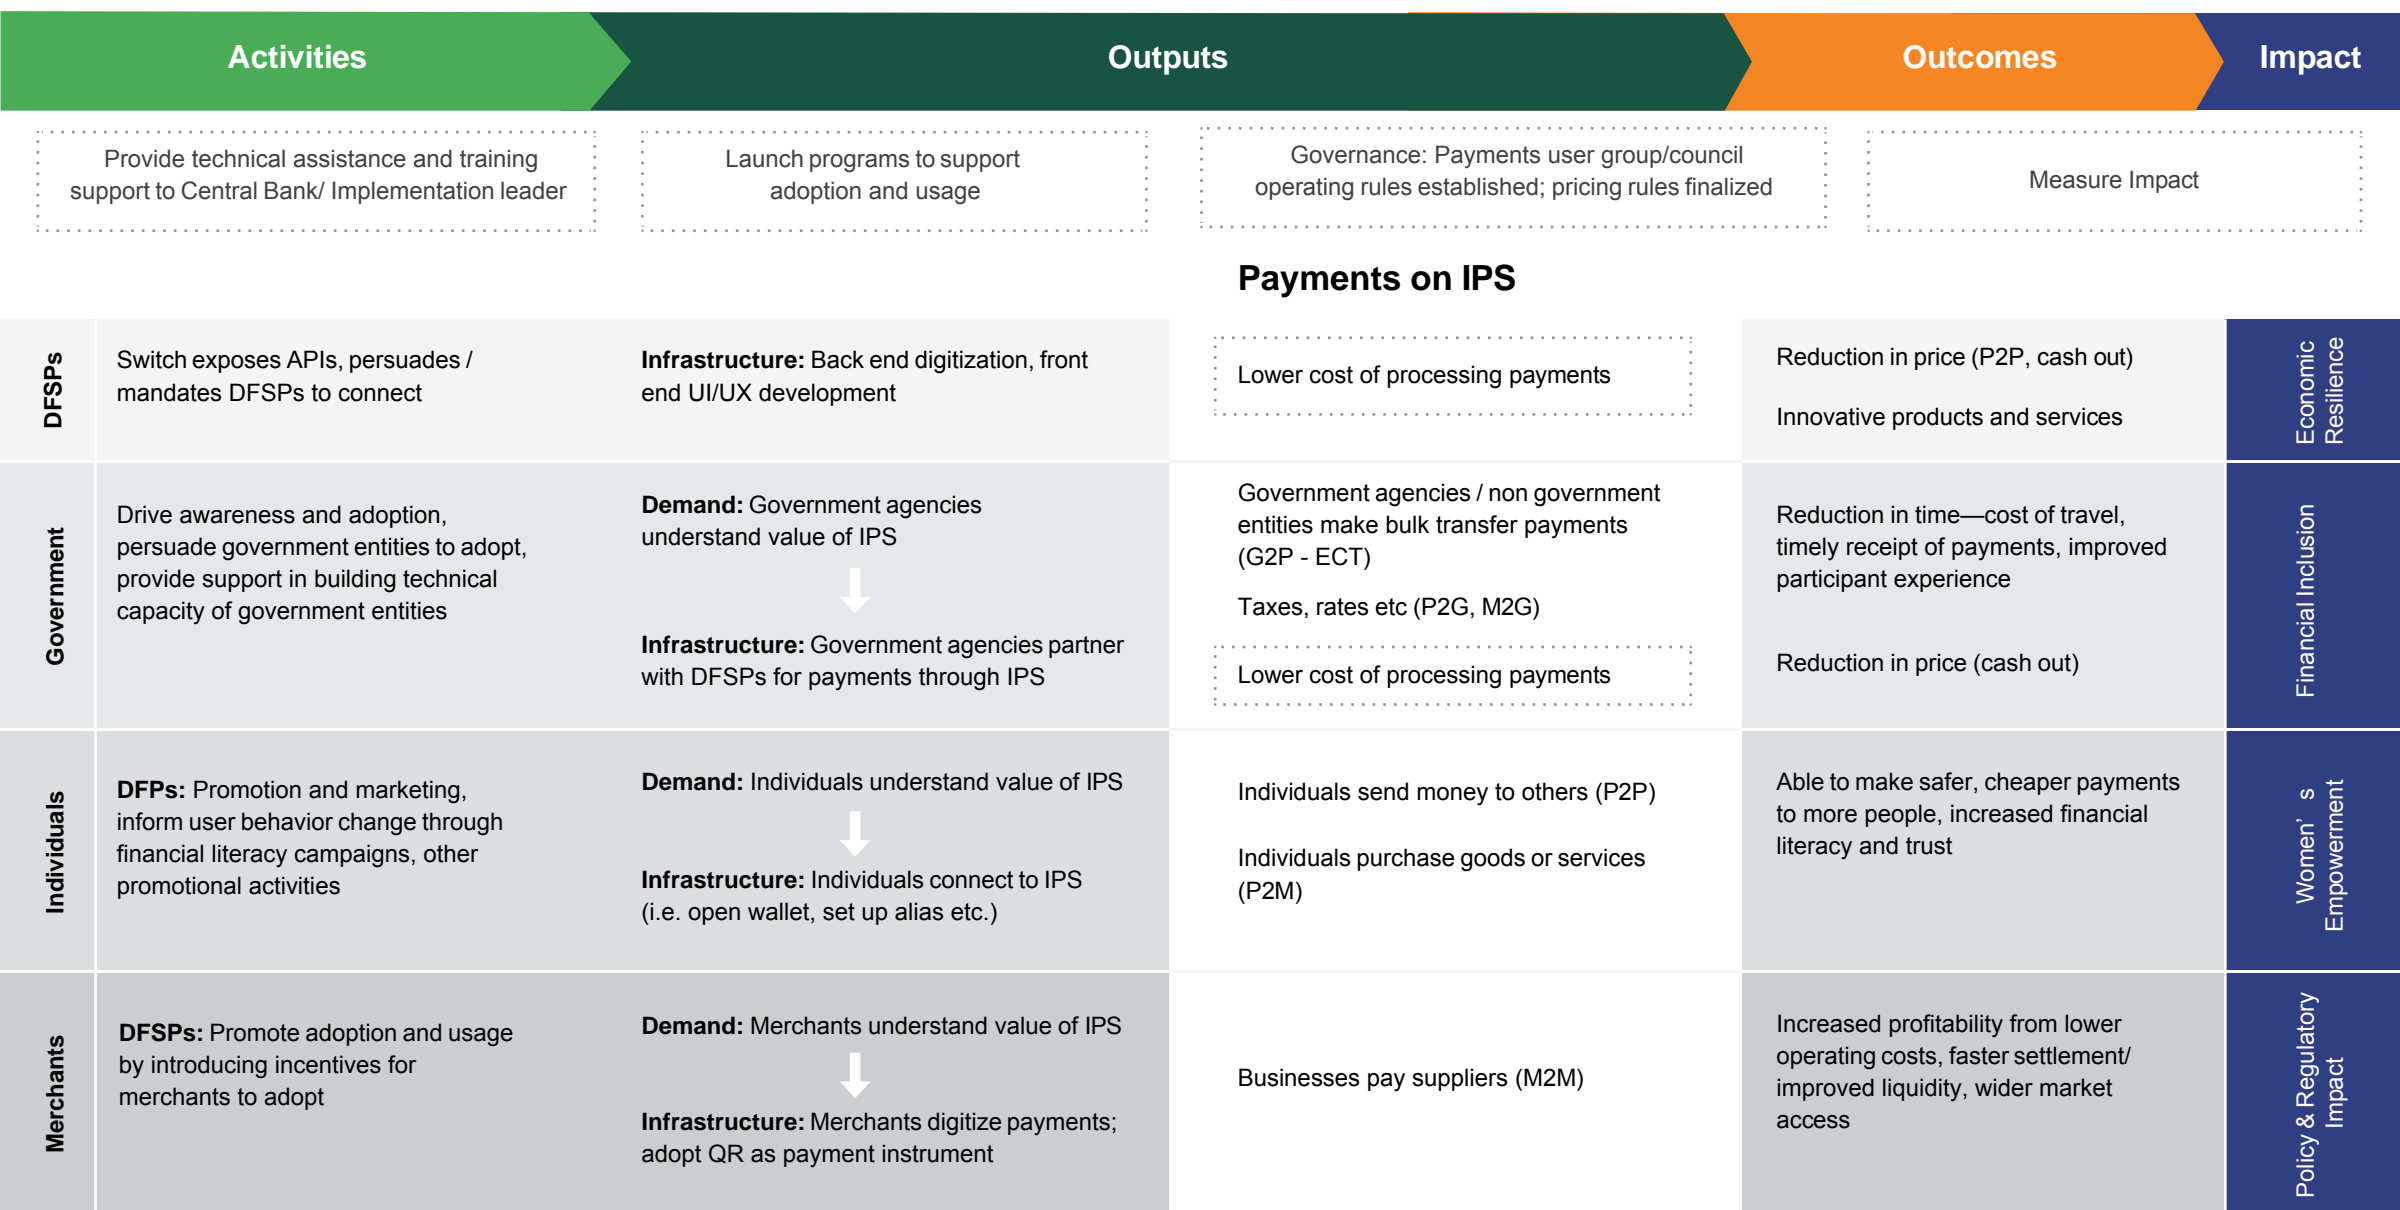 Activities
Outputs
Outcomes
Impact
Provide technical assistance and training
support to Central Bank/ Implementation leader
Launch programs to support
adoption and usage
Governance: Payments user group/council
operating rules established; pricing rules finalized
Measure Impact
Payments on IPS
DFSPs
Switch exposes APIs, persuades /
mandates DFSPs to connect
Infrastructure: Back end digitization, front
end UI/UX development
Lower cost of processing payments
Reduction in price (P2P, cash out)
Innovative products and services
Economic
Resilience
Government
Drive awareness and adoption,
persuade government entities to adopt,
provide support in building technical
capacity of government entities
Demand: Government agencies
understand value of IPS
Infrastructure: Government agencies partner
with DFSPs for payments through IPS
Government agencies / non government
entities make bulk transfer payments
(G2P - ECT)
Taxes, rates etc (P2G, M2G)
Lower cost of processing payments
Reduction in time—cost of travel,
timely receipt of payments, improved
participant experience
Reduction in price (cash out)
Financial Inclusion
Individuals
DFPs: Promotion and marketing,
inform user behavior change through
financial literacy campaigns, other
promotional activities
Demand: Individuals understand value of IPS
Infrastructure: Individuals connect to IPS
(i.e. open wallet, set up alias etc.)
Individuals send money to others (P2P)
Individuals purchase goods or services
(P2M)
Able to make safer, cheaper payments
to more people, increased financial
literacy and trust
Women’ s
Empowerment
Merchants
DFSPs: Promote adoption and usage
by introducing incentives for
merchants to adopt
Demand: Merchants understand value of IPS
Infrastructure: Merchants digitize payments;
adopt QR as payment instrument
Businesses pay suppliers (M2M)
Increased profitability from lower
operating costs, faster settlement/
improved liquidity, wider market
access
Policy & Regulatory
Impact